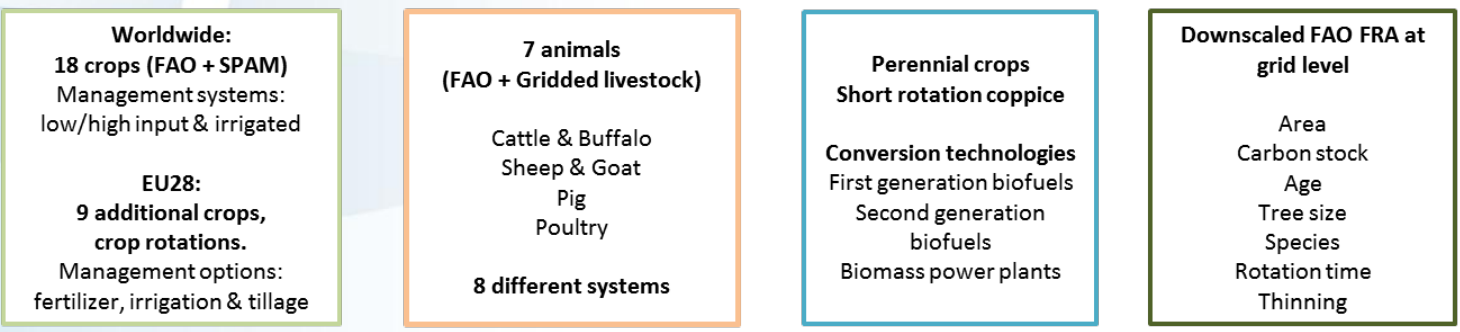 Worldwide:
18 crops (FAO + SPAM)
Management systems:
low/high input & irrigated
EU28:
9 additional crops,
crop rotations.
Management options:
fertilizer, irrigation & tillage
7 animals
(FAO + Gridded livestock)
Cattle & Buffalo
Sheep & Goat
Pig
Poultry
8 different systems
Perennial crops
Short rotation coppice
Conversion technologies
First generation biofuels
Second generation
biofuels
Biomass power plants
Downscaled FAO FRA at
grid level
Area
Carbon stock
Age
Tree size
Species
Rotation time
Thinning